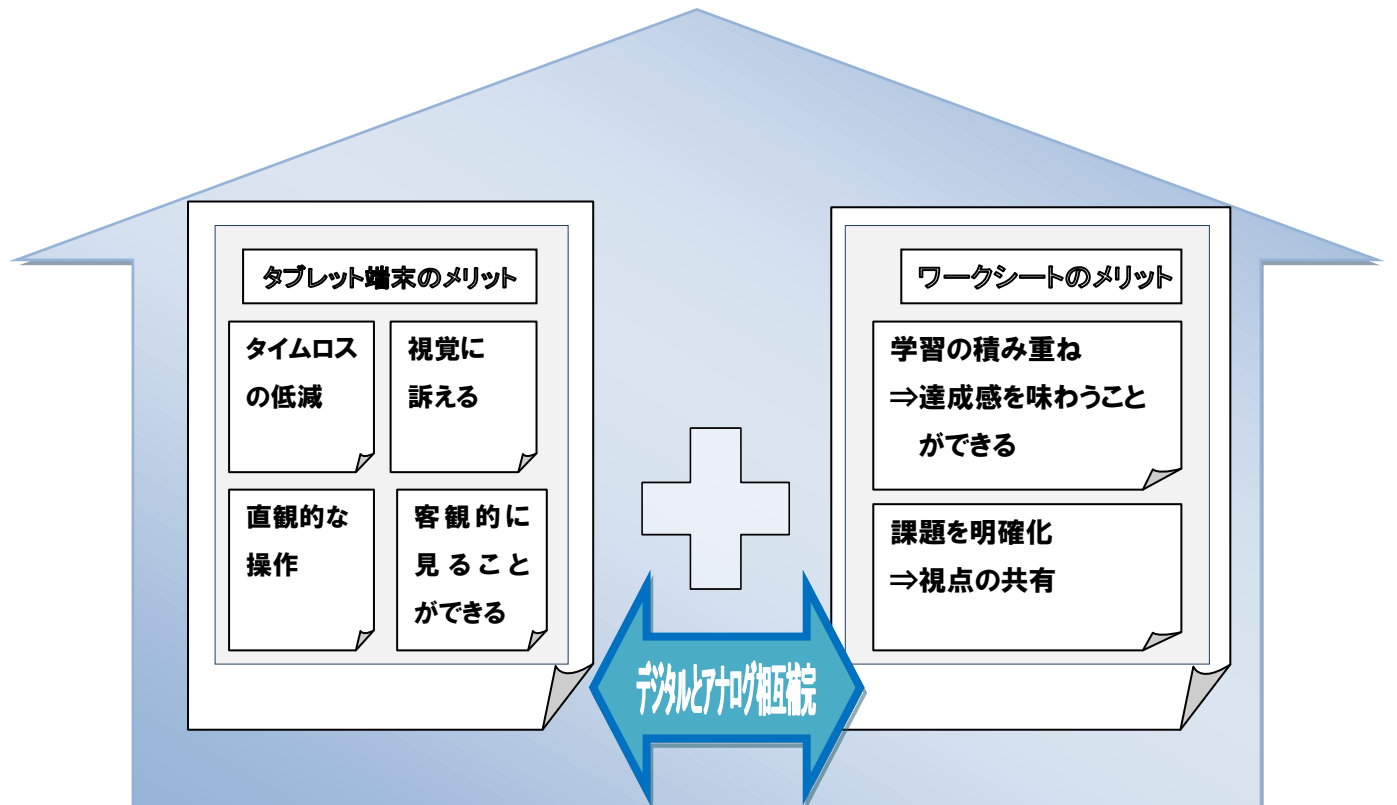 タブレット端末のメリット
タイムロス
の低減
視覚に
訴える
直観的な
操作
客観的に
見ること
ができる
デジタルとアナログ相互補完
ワークシートのメリット
学習の積み重ね
⇒達成感を味わうこと
ができる
課題を明確化
⇒視点の共有